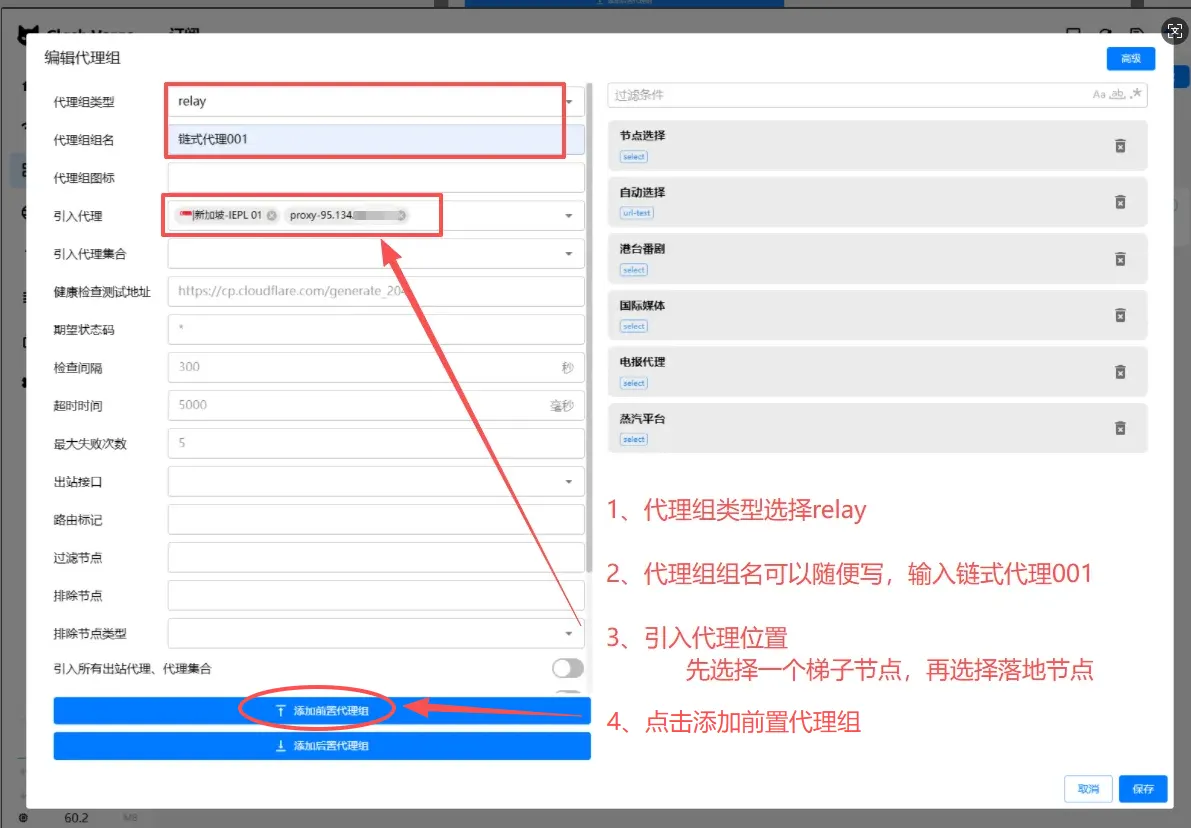 编辑代理组
高级
代理组类型
relay
代理组组名
链式代理001
代理组图标
引入代理
新加坡-IEPL 01
proxy-95.134.
引入代理集合
健康检查测试地址
https://cp.cloudflare.com/generate_204
期望状态码
*
检查间隔
300
秒
超时时间
5000
毫秒
最大失败次数
5
出站接口
路由标记
过滤节点
排除节点
排除节点类型
引入所有出站代理、代理集合
添加前置代理组
添加后置代理组
过滤条件
Aa ab .*
节点选择
select
自动选择
url-test
港台番剧
select
国际媒体
select
电报代理
select
蒸汽平台
select
1、代理组类型选择relay
2、代理组组名可以随便写，输入链式代理001
3、引入代理位置
先选择一个梯子节点，再选择落地节点
4、点击添加前置代理组
取消
保存
60.2
MB